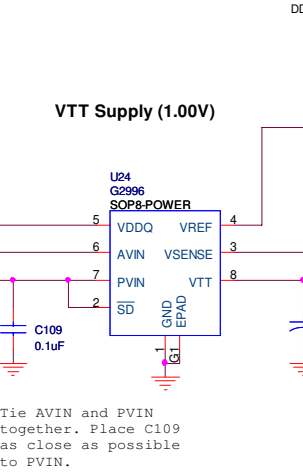 DD
VTT Supply (1.00V)
U24
G2996
SOP8-POWER
5 VDDQ VREF 4
6 AVIN VSENSE 3
7 PVIN VTT 8
2 SD
GND
EPAD
1
G1
C109
0.1uF
Tie AVIN and PVIN
together. Place C109
as close as possible
to PVIN.